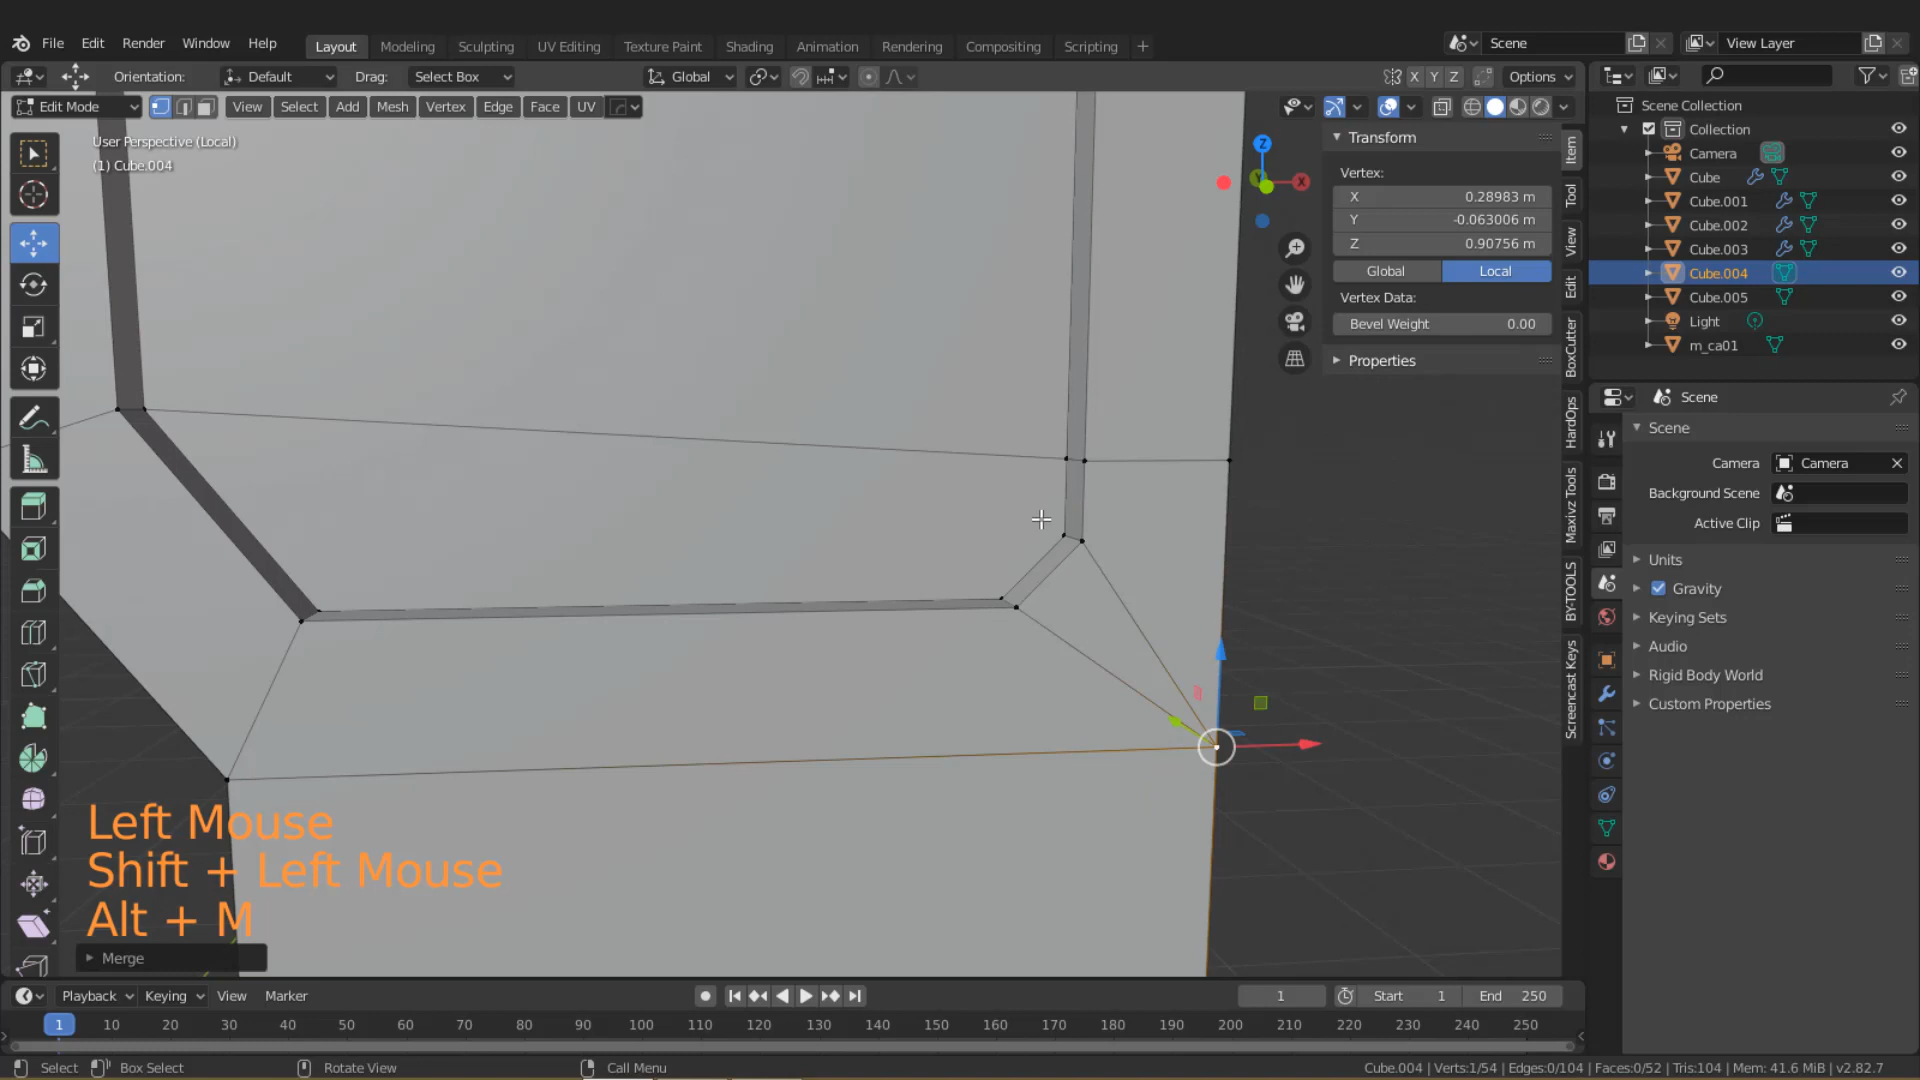 File Edit Render Window Help Layout Modeling Sculpting UV Editing Texture Paint Shading Animation Rendering Compositing Scripting + Scene View Layer
Orientation: Default Drag: Select Box Global X Y Z Options
Edit Mode View Select Add Mesh Vertex Edge Face UV
User Perspective (Local)
(1) Cube.004
Z
Y
X
Transform
Vertex:
X 0.28983 m
Y -0.063006 m
Z 0.90756 m
Global Local
Vertex Data:
Bevel Weight 0.00
Properties
Item
Tool
View
Edit
BoxCutter
HardOps
Maxivz Tools
BY-TOOLS
Screencast Keys
Scene Collection
Collection
Camera
Cube
Cube.001
Cube.002
Cube.003
Cube.004
Cube.005
Light
m_ca01
Scene
Scene
Camera Camera
Background Scene
Active Clip
Units
Gravity
Keying Sets
Audio
Rigid Body World
Custom Properties
Left Mouse
Shift + Left Mouse
Alt + M
Merge
Playback Keying View Marker 1 Start 1 End 250
1 10 20 30 40 50 60 70 80 90 100 110 120 130 140 150 160 170 180 190 200 210 220 230 240 250
Select Box Select Rotate View Call Menu Cube.004 | Verts:1/54 | Edges:0/104 | Faces:0/52 | Tris:104 | Mem: 41.6 MiB | v2.82.7